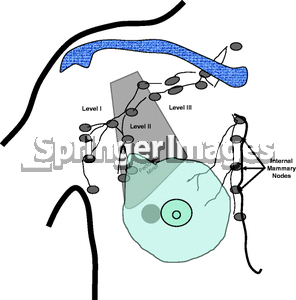 Level I
Level III
Level II
SpringerImages
Internal
Mammary
Nodes